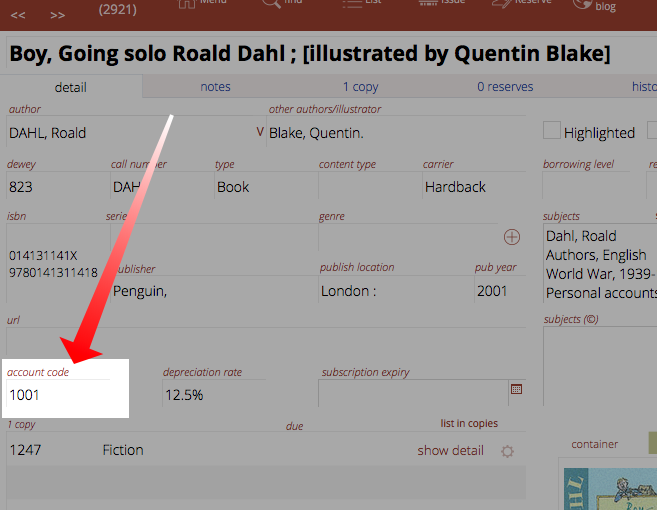 << >> (2921) Menu find List Issue Reserve blog
Boy, Going solo Roald Dahl ; [illustrated by Quentin Blake]
detail notes 1 copy 0 reserves histo
author other authors/illustrator
DAHL, Roald V Blake, Quentin. Highlighted
dewey call number type content type carrier borrowing level re
823 DAH Book Hardback
isbn serie genre subjects
014131141X
9780141311418
Dahl, Roald
Authors, English
World War, 1939-
Personal accounts
publisher publish location pub year
Penguin, London : 2001
url subjects (©)
account code depreciation rate subscription expiry
1001 12.5%
1 copy due list in copies
1247 Fiction show detail
container